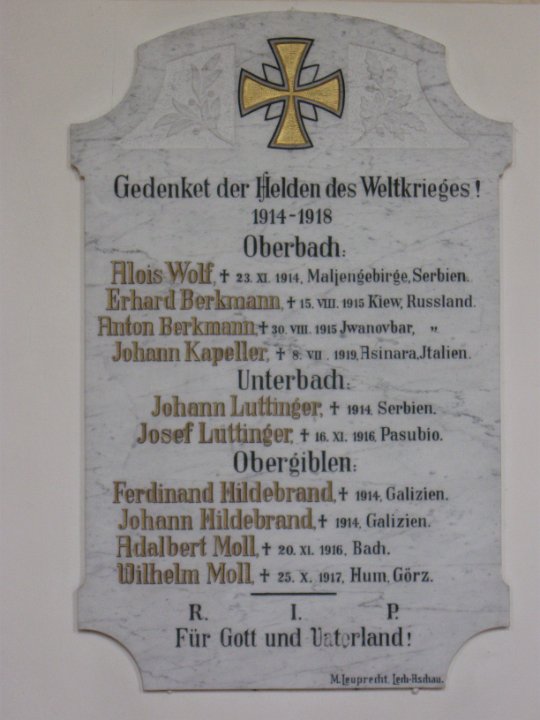 Gedenket der Helden des Weltkrieges!
1914-1918
Oberbach:
Alois Wolf, ✝ 23. XI. 1914, Maljengebirge, Serbien.
Erhard Berkmann, ✝ 15. VIII. 1915 Kiew, Russland.
Anton Berkmann, ✝ 30. VIII. 1915 Jwanovbar, "
Johann Kapeller, ✝ 8. VII. 1919, Asinara, Jtalien.
Unterbach:
Johann Luttinger, ✝ 1914. Serbien.
Josef Luttinger, ✝ 16. XI. 1916, Pasubio.
Obergiblen:
Ferdinand Hildebrand, ✝ 1914, Galizien.
Johann Hildebrand, ✝ 1914, Galizien.
Adalbert Moll, ✝ 20. XI. 1916, Bach.
Wilhelm Moll, ✝ 25. X. 1917, Hum, Görz.
R. I. P.
Für Gott und Vaterland!
M. Leuprecht. Lech-Aschau.